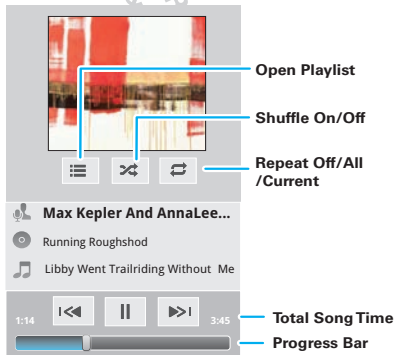 Open Playlist
Shuffle On/Off
Repeat Off/All
/Current
Max Kepler And AnnaLee...
Running Roughshod
Libby Went Trailriding Without Me
1:14
3:45
Total Song Time
Progress Bar